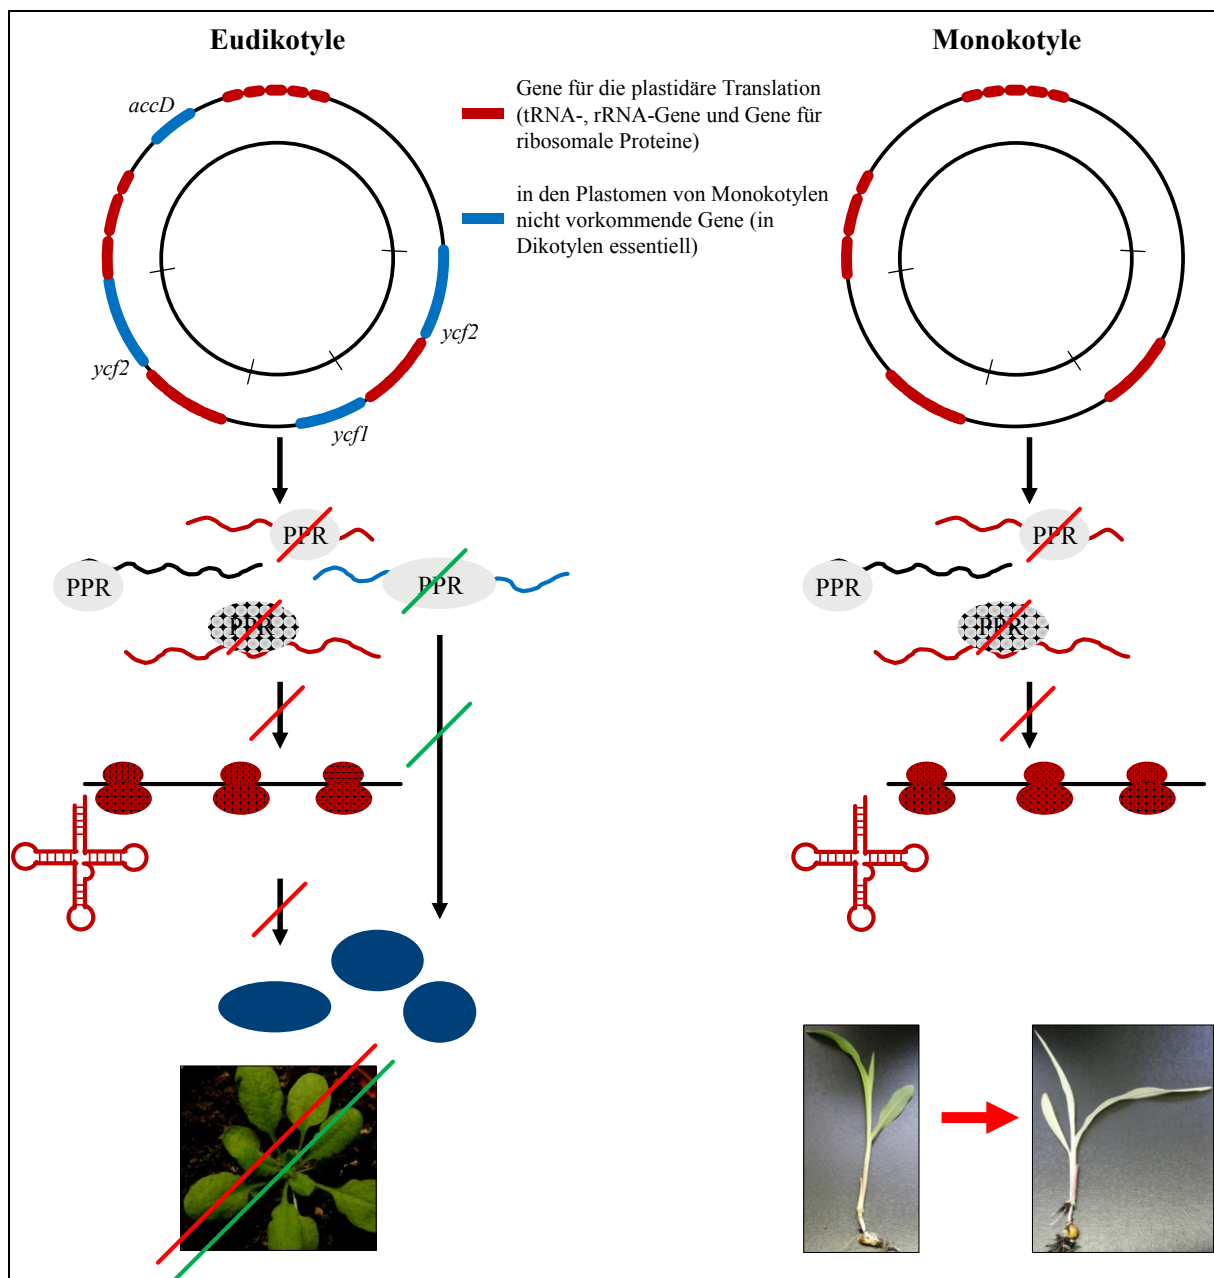 Eudikotyle
Monokotyle
accD
Gene für die plastidäre Translation
(tRNA-, rRNA-Gene und Gene für
ribosomale Proteine)
in den Plastomen von Monokotylen
nicht vorkommende Gene (in
Dikotylen essentiell)
ycf2
ycf2
ycf1
PPR
PPR
PPR
PPR
PPR
PPR
PPR